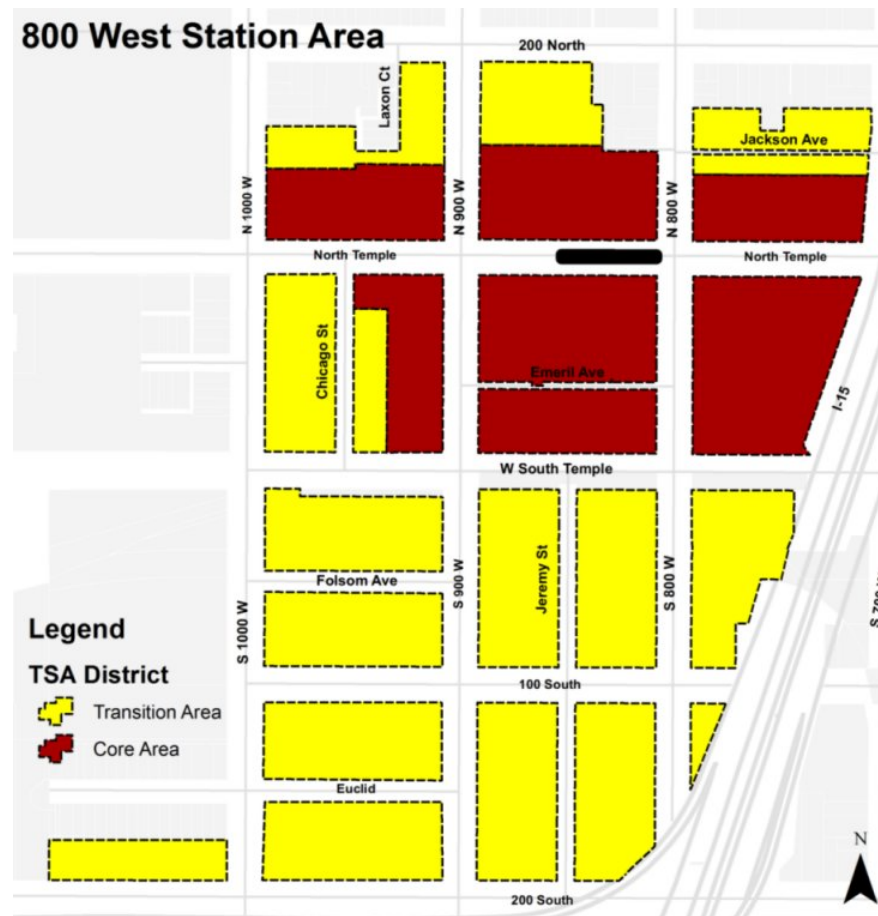 800 West Station Area
200 North
Laxon Ct
Jackson Ave
N 1000 W
N 900 W
N 800 W
North Temple
North Temple
Chicago St
Emeril Ave
I-15
W South Temple
Folsom Ave
S 900 W
Jeremy St
S 800 W
S 1000 W
Legend
TSA District
Transition Area
Core Area
100 South
Euclid
N
200 South